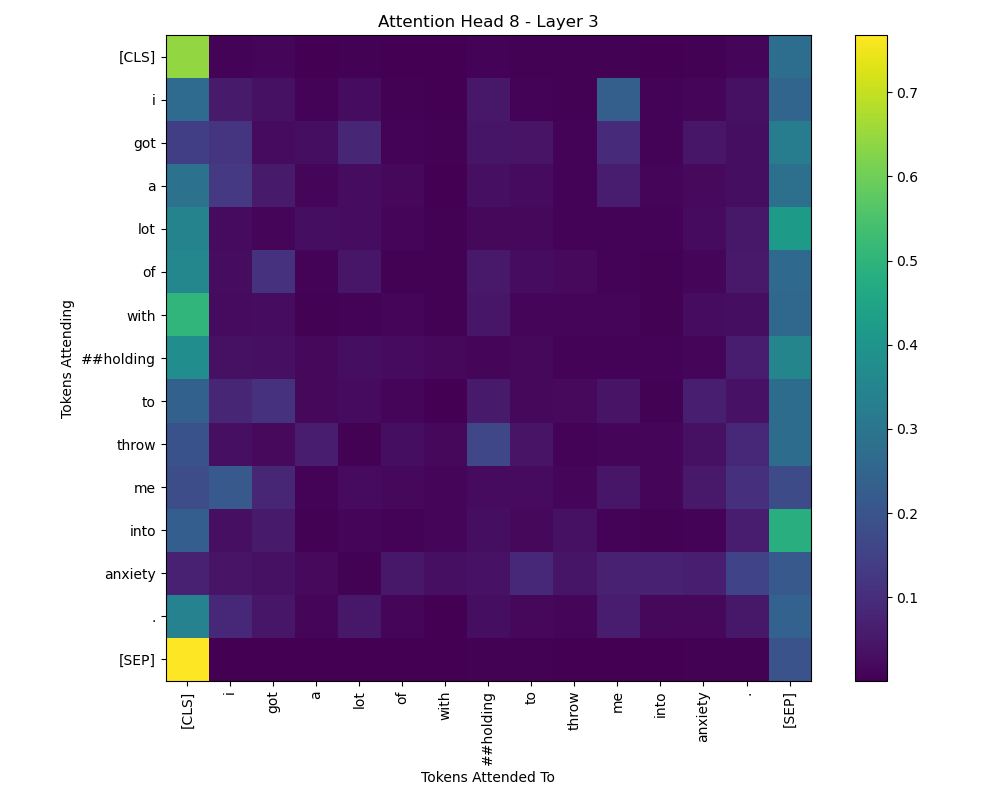 Attention Head 8 - Layer 3
[CLS]
i
got
a
lot
of
with
##holding
to
throw
me
into
anxiety
.
[SEP]
Tokens Attending
[CLS]
i
got
a
lot
of
with
##holding
to
throw
me
into
anxiety
.
[SEP]
Tokens Attended To
0.7
0.6
0.5
0.4
0.3
0.2
0.1